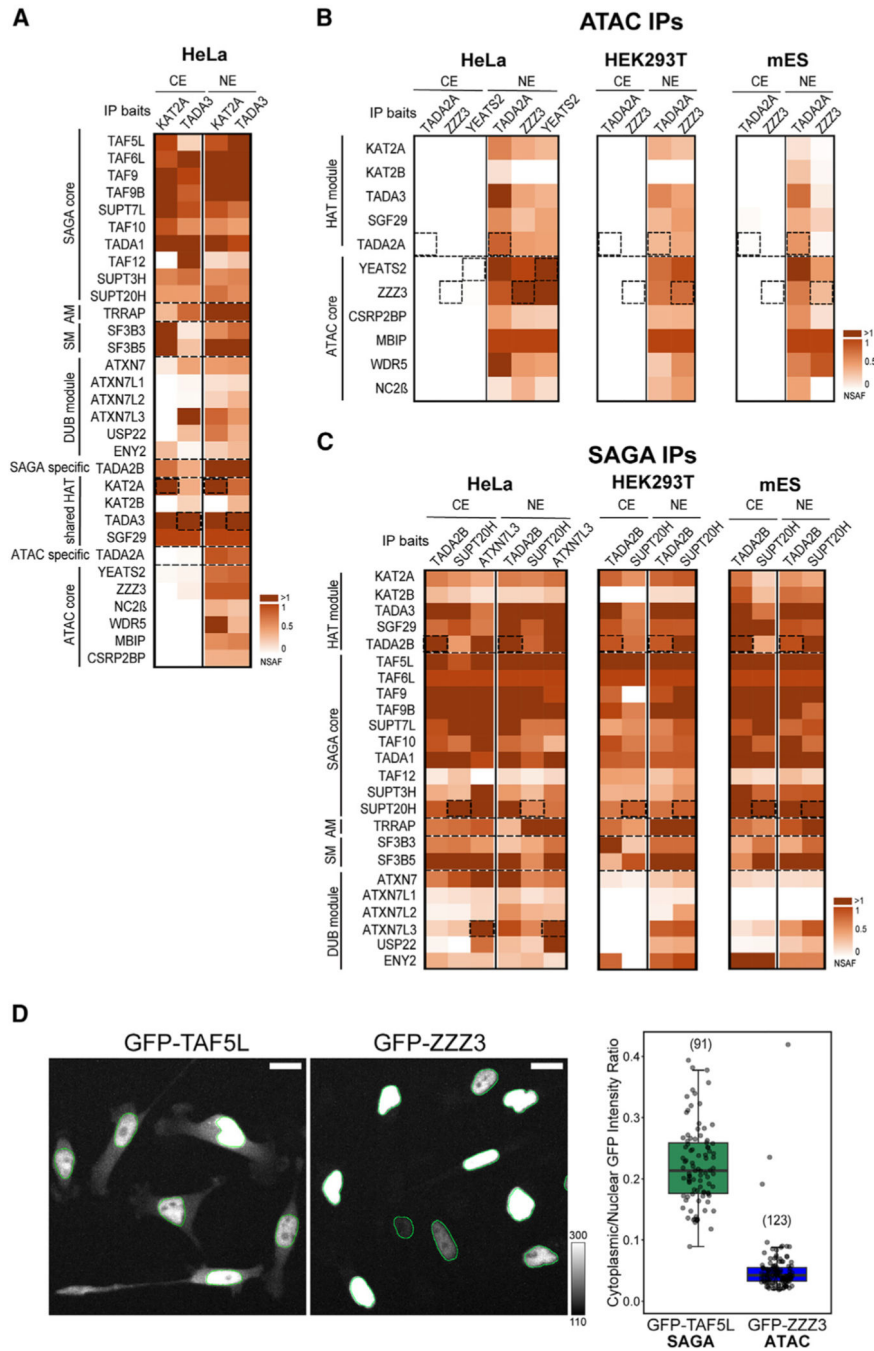 A
HeLa
CE NE
IP baits
KAT2A TADA3 KAT2A TADA3
SAGA core
TAF5L
TAF6L
TAF9
TAF9B
SUPT7L
TAF10
TADA1
TAF12
SUPT3H
SUPT20H
AM
TRRAP
SM
SF3B3
SF3B5
DUB module
ATXN7
ATXN7L1
ATXN7L2
ATXN7L3
USP22
ENY2
SAGA specific TADA2B
shared HAT
KAT2A
KAT2B
TADA3
SGF29
ATAC specific TADA2A
ATAC core
YEATS2
ZZZ3
NC2ß
WDR5
MBIP
CSRP2BP
>1
1
0.5
0
NSAF
B
ATAC IPs
HeLa HEK293T mES
CE NE CE NE CE NE
IP baits
TADA2A ZZZ3 YEATS2 TADA2A ZZZ3 YEATS2 TADA2A ZZZ3 TADA2A ZZZ3 TADA2A ZZZ3 TADA2A ZZZ3
HAT module
KAT2A
KAT2B
TADA3
SGF29
TADA2A
ATAC core
YEATS2
ZZZ3
CSRP2BP
MBIP
WDR5
NC2ß
>1
1
0.5
0
NSAF
C
SAGA IPs
HeLa HEK293T mES
CE NE CE NE CE NE
IP baits
TADA2B SUPT20H ATXN7L3 TADA2B SUPT20H ATXN7L3 TADA2B SUPT20H TADA2B SUPT20H TADA2B SUPT20H TADA2B SUPT20H
HAT module
KAT2A
KAT2B
TADA3
SGF29
TADA2B
SAGA core
TAF5L
TAF6L
TAF9
TAF9B
SUPT7L
TAF10
TADA1
TAF12
SUPT3H
SUPT20H
AM
TRRAP
SM
SF3B3
SF3B5
DUB module
ATXN7
ATXN7L1
ATXN7L2
ATXN7L3
USP22
ENY2
>1
1
0.5
0
NSAF
D
GFP-TAF5L GFP-ZZZ3
300
110
Cytoplasmic/Nuclear GFP Intensity Ratio
0.4
0.3
0.2
0.1
0.0
(91)
(123)
GFP-TAF5L GFP-ZZZ3
SAGA ATAC